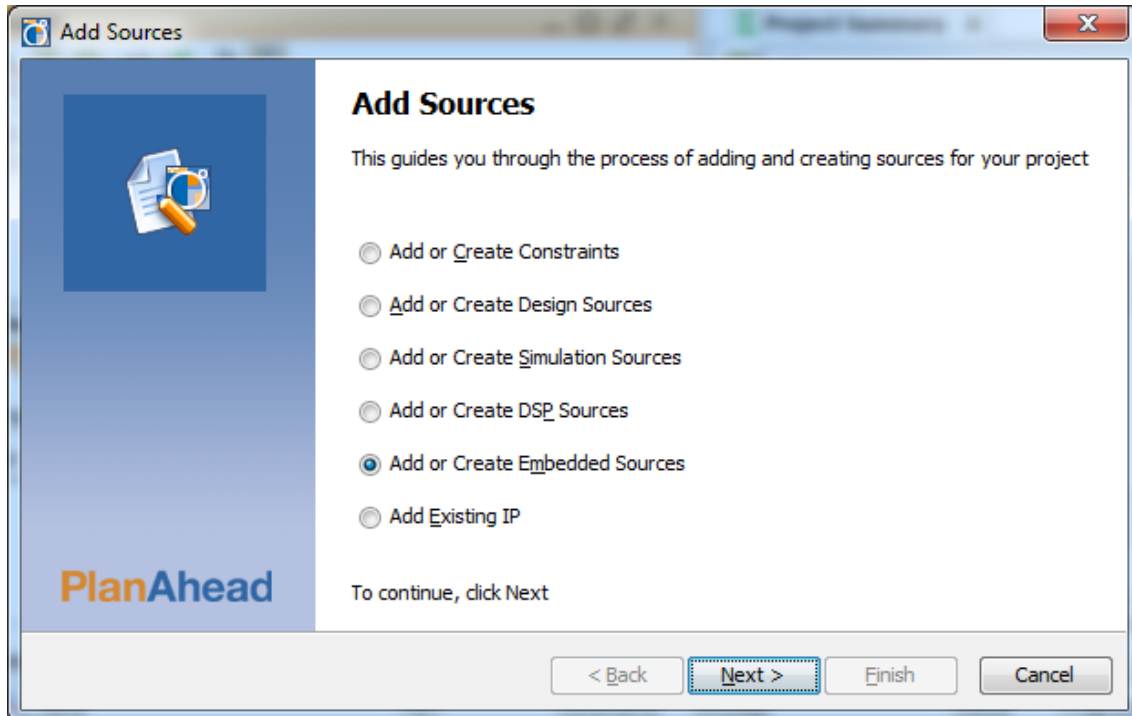 Add Sources
Project Summary
Add Sources
This guides you through the process of adding and creating sources for your project
Add or Create Constraints
Add or Create Design Sources
Add or Create Simulation Sources
Add or Create DSP Sources
Add or Create Embedded Sources
Add Existing IP
PlanAhead
To continue, click Next
< Back
Next >
Finish
Cancel